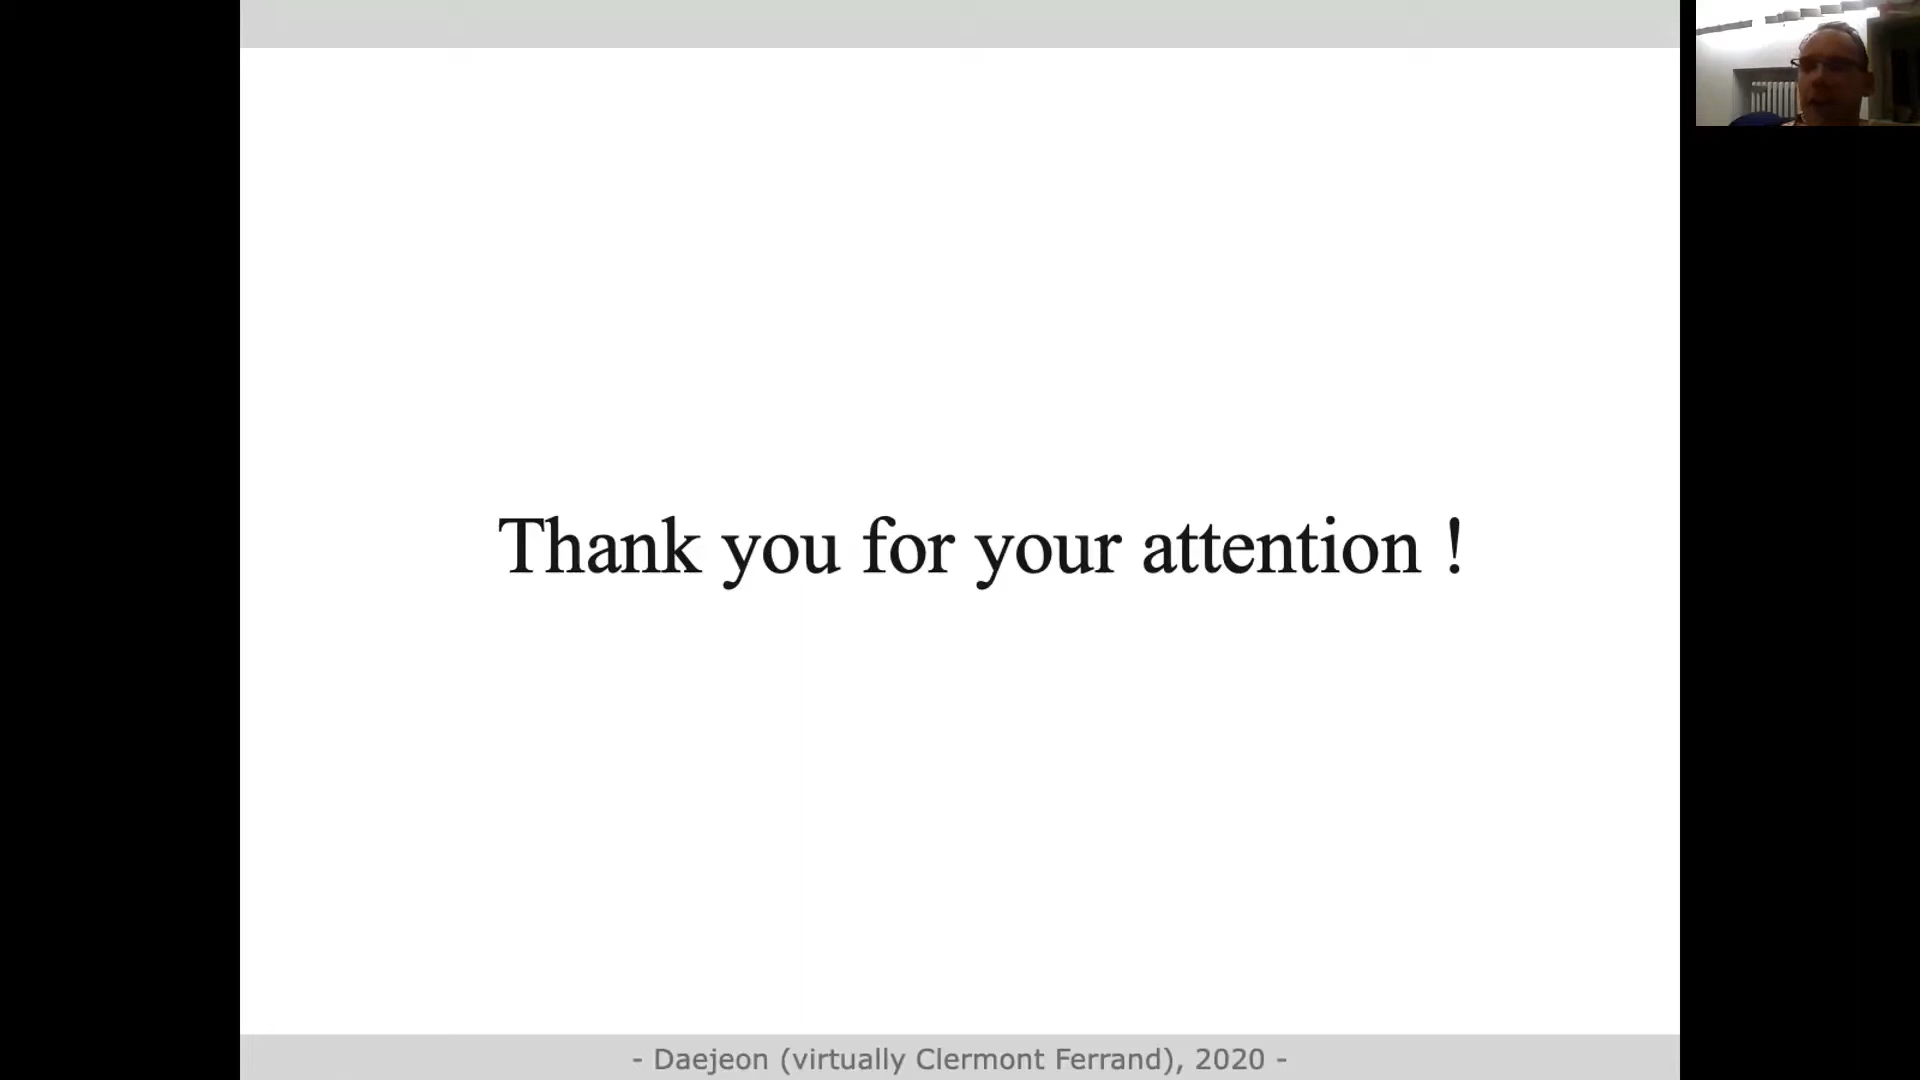 Thank you for your attention !
- Daejeon (virtually Clermont Ferrand), 2020 -